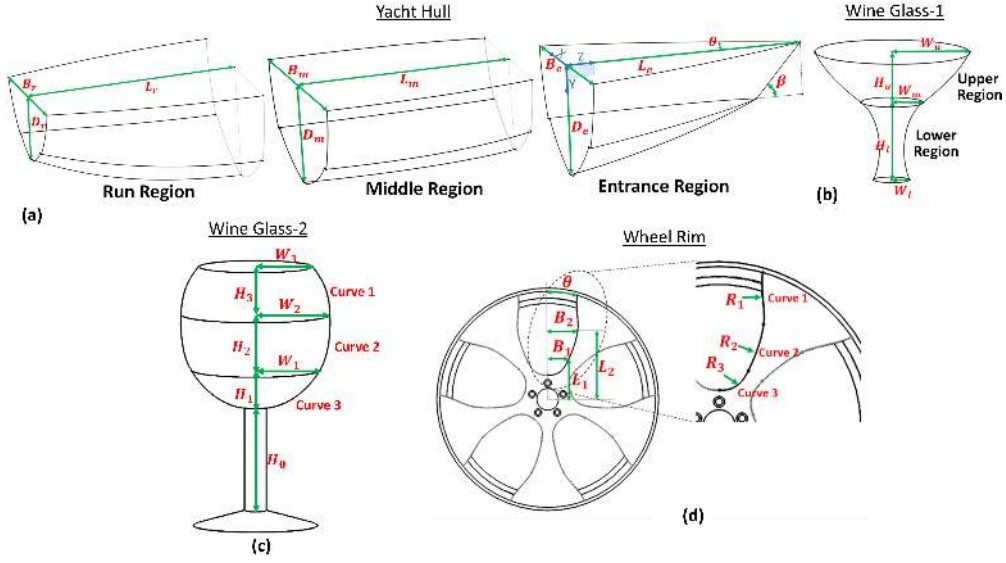 Yacht Hull
B_r
L_r
D_r
Run Region
B_m
L_m
D_m
Middle Region
X
Z
Y
B_e
L_e
θ
β
D_e
Entrance Region
(a)
Wine Glass-1
W_u
H_u
W_m
H_l
W_l
Upper
Region
Lower
Region
(b)
Wine Glass-2
W_3
H_3
Curve 1
W_2
H_2
Curve 2
W_1
H_1
Curve 3
H_0
(c)
Wheel Rim
θ
B_2
B_1
L_1
L_2
R_1
Curve 1
R_2
Curve 2
R_3
Curve 3
(d)